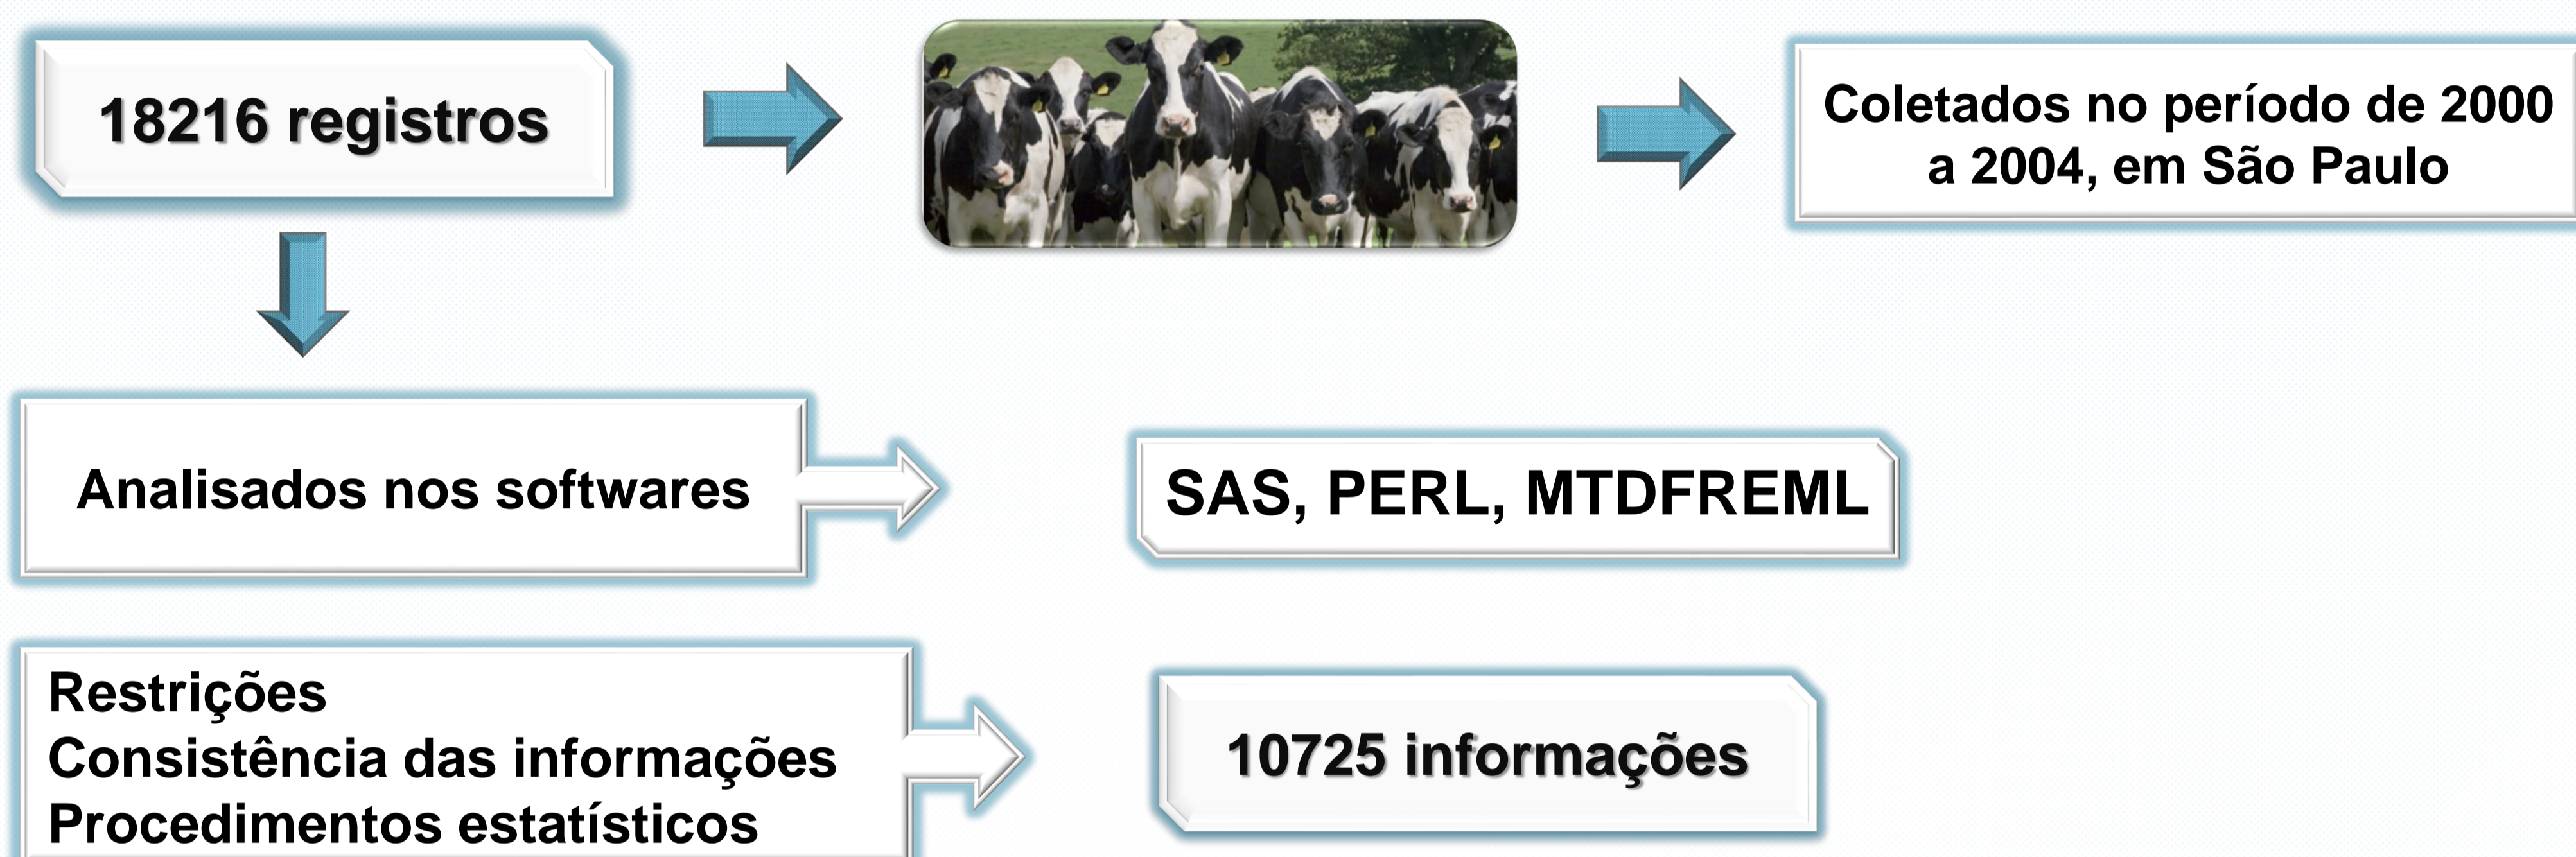 18216 registros
Coletados no período de 2000
a 2004, em São Paulo
Analisados nos softwares
SAS, PERL, MTDFREML
Restrições
Consistência das informações
Procedimentos estatísticos
10725 informações